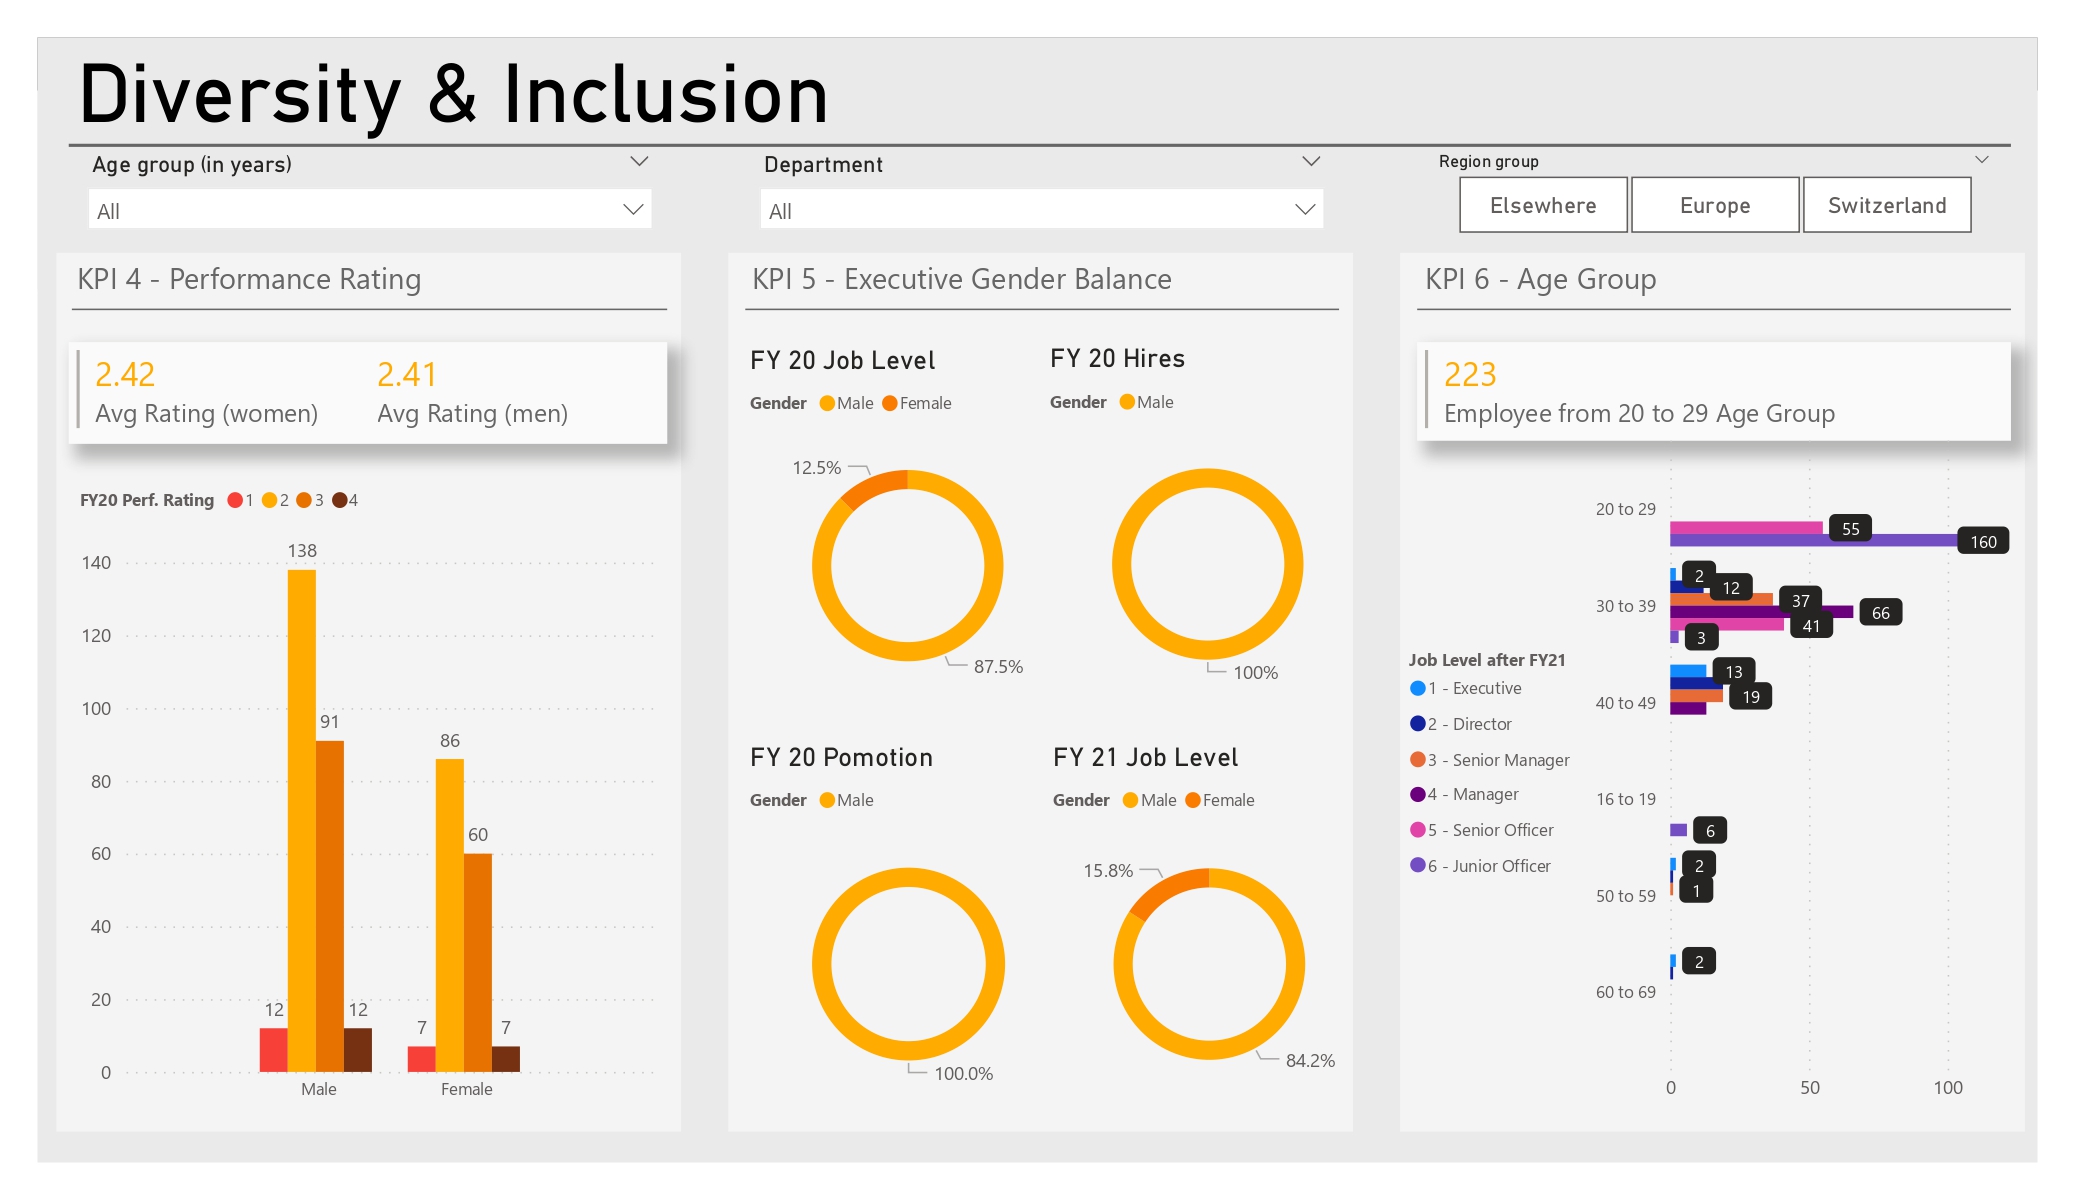 Diversity & Inclusion
Age group (in years)
All
Department
All
Region group
Elsewhere
Europe
Switzerland
KPI 4 - Performance Rating
2.42
Avg Rating (women)
2.41
Avg Rating (men)
FY20 Perf. Rating 1 2 3 4
140
120
100
80
60
40
20
0
138
91
12
12
86
60
7
7
Male
Female
KPI 5 - Executive Gender Balance
FY 20 Job Level
Gender Male Female
12.5%
87.5%
FY 20 Hires
Gender Male
100%
FY 20 Pomotion
Gender Male
100.0%
FY 21 Job Level
Gender Male Female
15.8%
84.2%
KPI 6 - Age Group
223
Employee from 20 to 29 Age Group
Job Level after FY21
1 - Executive
2 - Director
3 - Senior Manager
4 - Manager
5 - Senior Officer
6 - Junior Officer
20 to 29
55
160
30 to 39
2
12
37
66
41
3
40 to 49
13
19
16 to 19
6
50 to 59
2
1
60 to 69
2
0
50
100